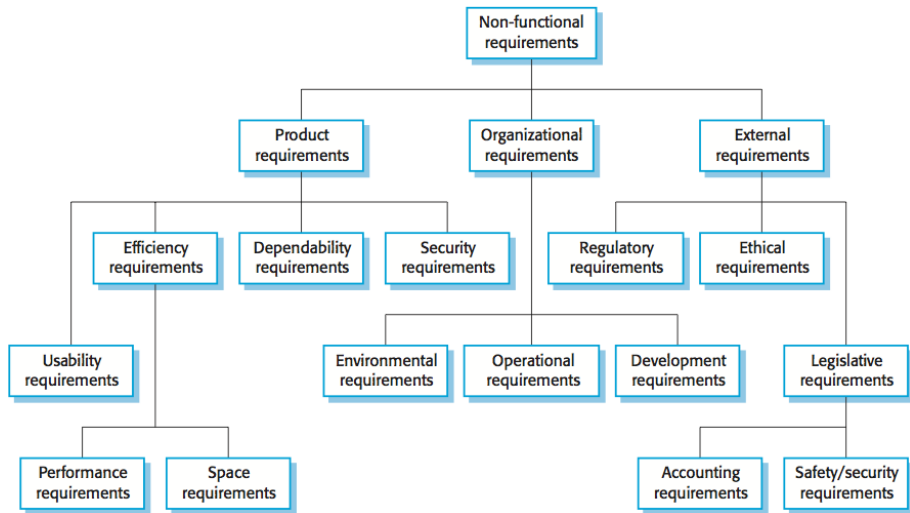 Non-functional
requirements
Product
requirements
Organizational
requirements
External
requirements
Efficiency
requirements
Dependability
requirements
Security
requirements
Regulatory
requirements
Ethical
requirements
Usability
requirements
Environmental
requirements
Operational
requirements
Development
requirements
Legislative
requirements
Performance
requirements
Space
requirements
Accounting
requirements
Safety/security
requirements